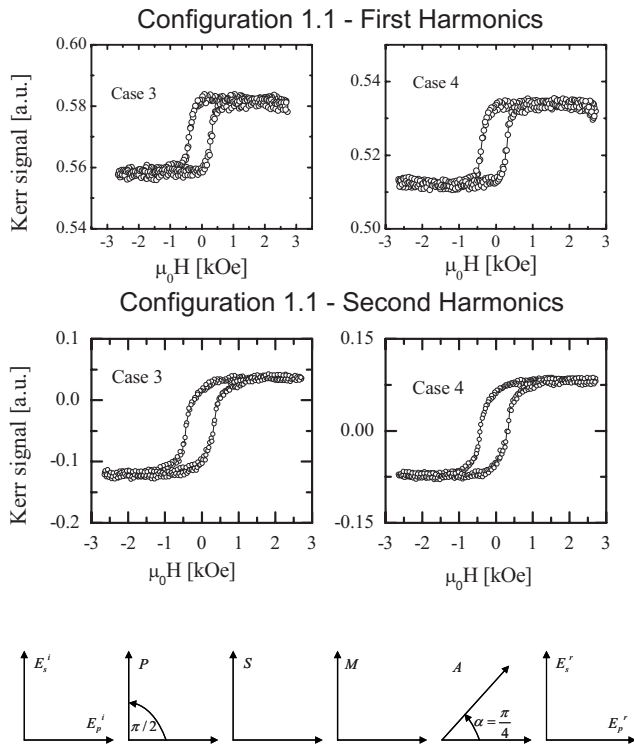 Configuration 1.1 - First Harmonics
Kerr signal [a.u.]
0.60
0.58
0.56
0.54
Case 3
-3 -2 -1 0 1 2 3
μ₀H [kOe]
0.54
0.52
0.50
Case 4
-3 -2 -1 0 1 2 3
μ₀H [kOe]
Configuration 1.1 - Second Harmonics
Kerr signal [a.u.]
0.1
0.0
-0.1
-0.2
Case 3
-3 -2 -1 0 1 2 3
μ₀H [kOe]
0.15
0.00
-0.15
Case 4
-3 -2 -1 0 1 2 3
μ₀H [kOe]
E_s^i
E_p^i
P
π/2
S
M
A
α = π/4
E_s^r
E_p^r